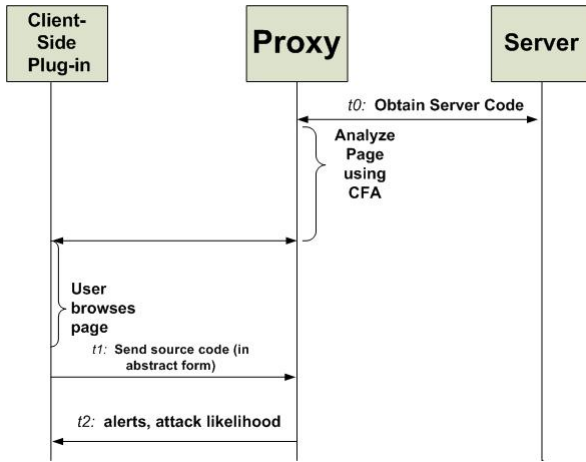 Client-
Side
Plug-in
Proxy
Server
t0: Obtain Server Code
Analyze
Page
using
CFA
User
browses
page
t1: Send source code (in
abstract form)
t2: alerts, attack likelihood